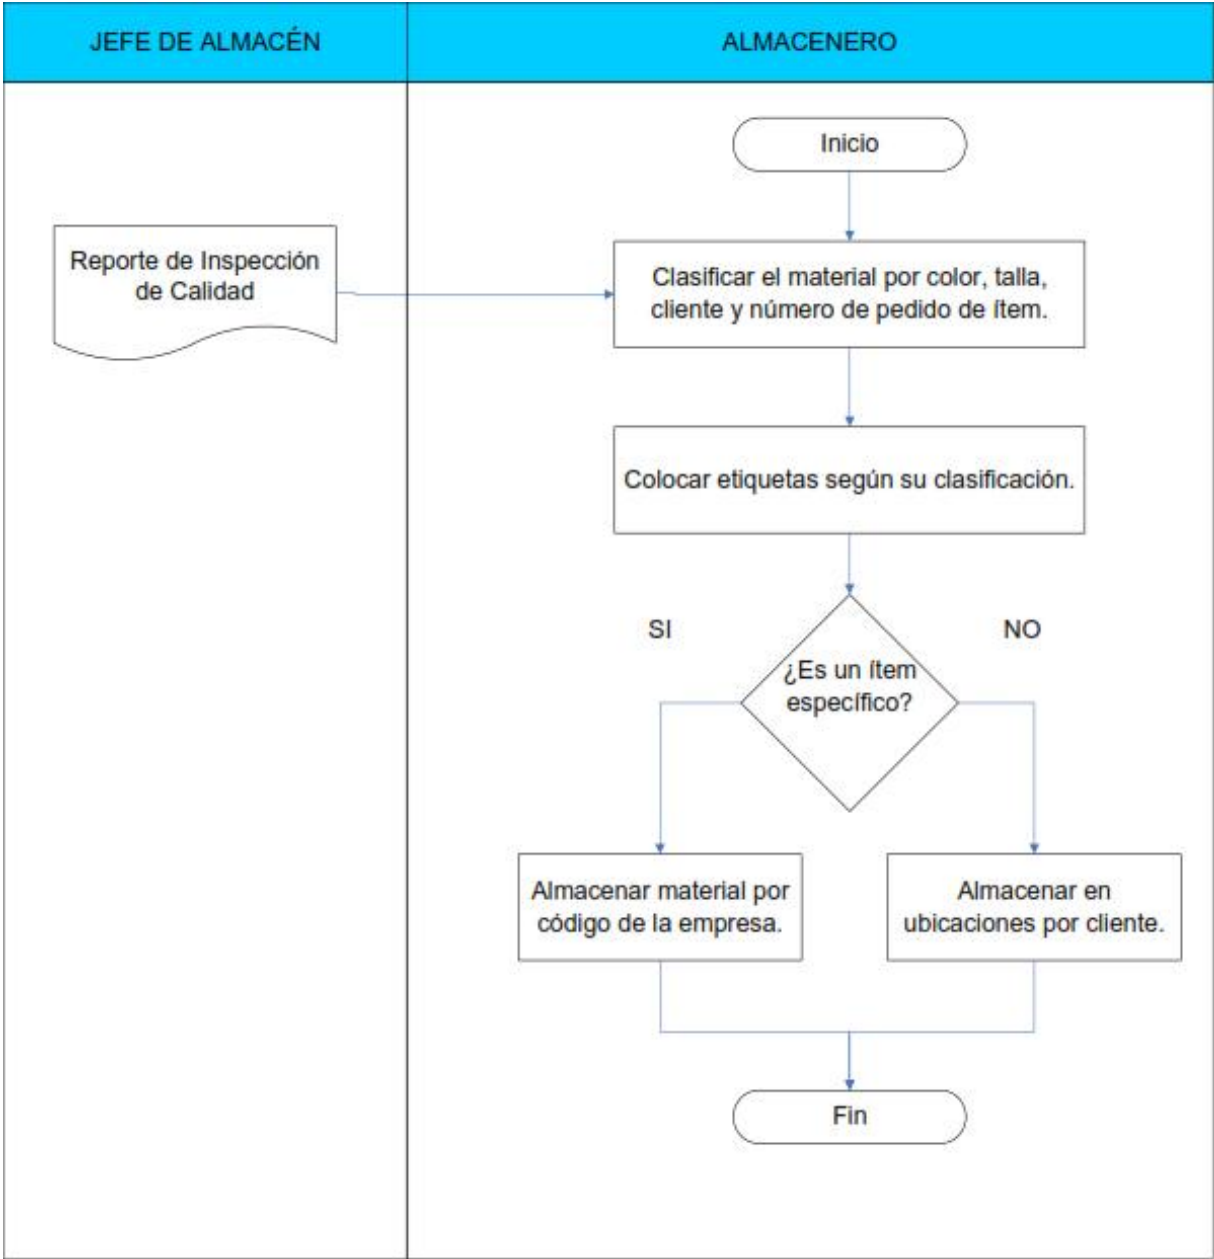 JEFE DE ALMACÉN
ALMACENERO
Inicio
Reporte de Inspección
de Calidad
Clasificar el material por color, talla,
cliente y número de pedido de ítem.
Colocar etiquetas según su clasificación.
SI
NO
¿Es un ítem
específico?
Almacenar material por
código de la empresa.
Almacenar en
ubicaciones por cliente.
Fin